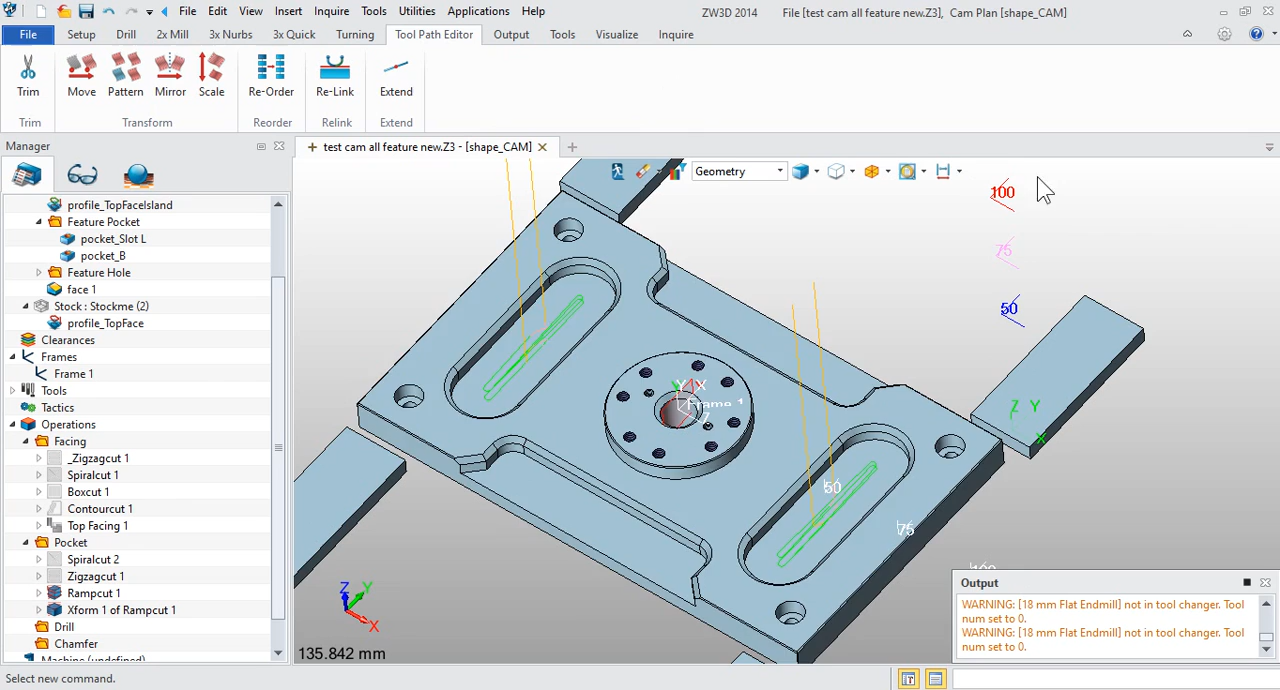 File Edit View Insert Inquire Tools Utilities Applications Help
ZW3D 2014 File [test cam all feature new.Z3], Cam Plan [shape_CAM]
File Setup Drill 2x Mill 3x Nurbs 3x Quick Turning Tool Path Editor Output Tools Visualize Inquire
Trim Move Pattern Mirror Scale Re-Order Re-Link Extend
Trim Transform Reorder Relink Extend
Manager
test cam all feature new.Z3 - [shape_CAM]
Geometry
profile_TopFaceIsland
Feature Pocket
pocket_Slot L
pocket_B
Feature Hole
face 1
Stock : Stockme (2)
profile_TopFace
Clearances
Frames
Frame 1
Tools
Tactics
Operations
Facing
_Zigzagcut 1
Spiralcut 1
Boxcut 1
Contourcut 1
Top Facing 1
Pocket
Spiralcut 2
Zigzagcut 1
Rampcut 1
Xform 1 of Rampcut 1
Drill
Chamfer
Machine (undefined)
100
75
50
Z Y
X
Y X
Frame 1
Z
50
75
100
Z Y
X
135.842 mm
Output
WARNING: [18 mm Flat Endmill] not in tool changer. Tool
num set to 0.
WARNING: [18 mm Flat Endmill] not in tool changer. Tool
num set to 0.
Select new command.